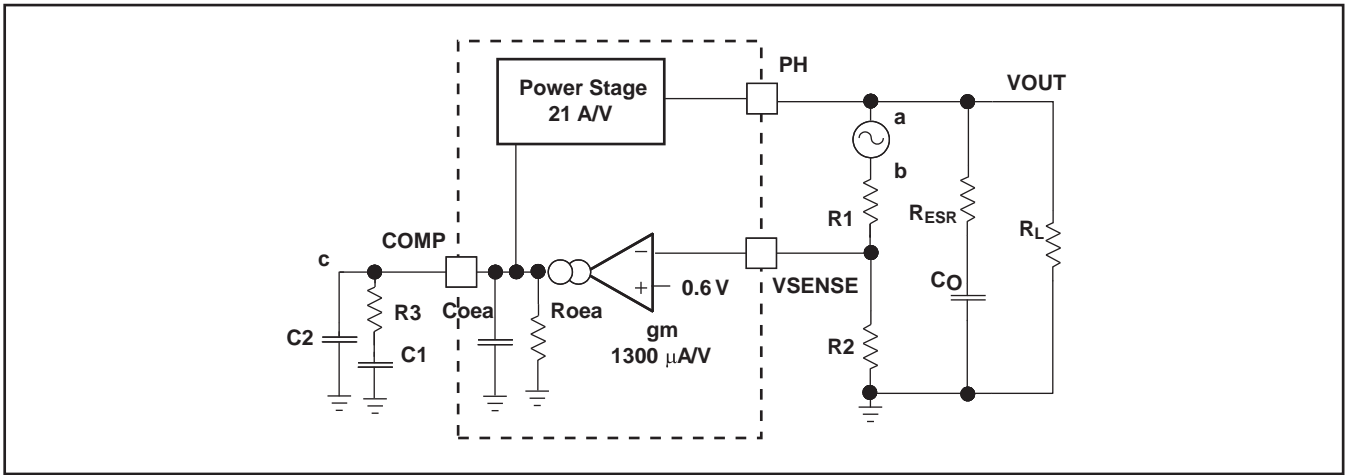 Power Stage
21 A/V
PH
VOUT
a
b
R1
RESR
RL
COMP
c
VSENSE
0.6 V
CO
R3
Coea
Roea
gm
1300 μA/V
C2
C1
R2